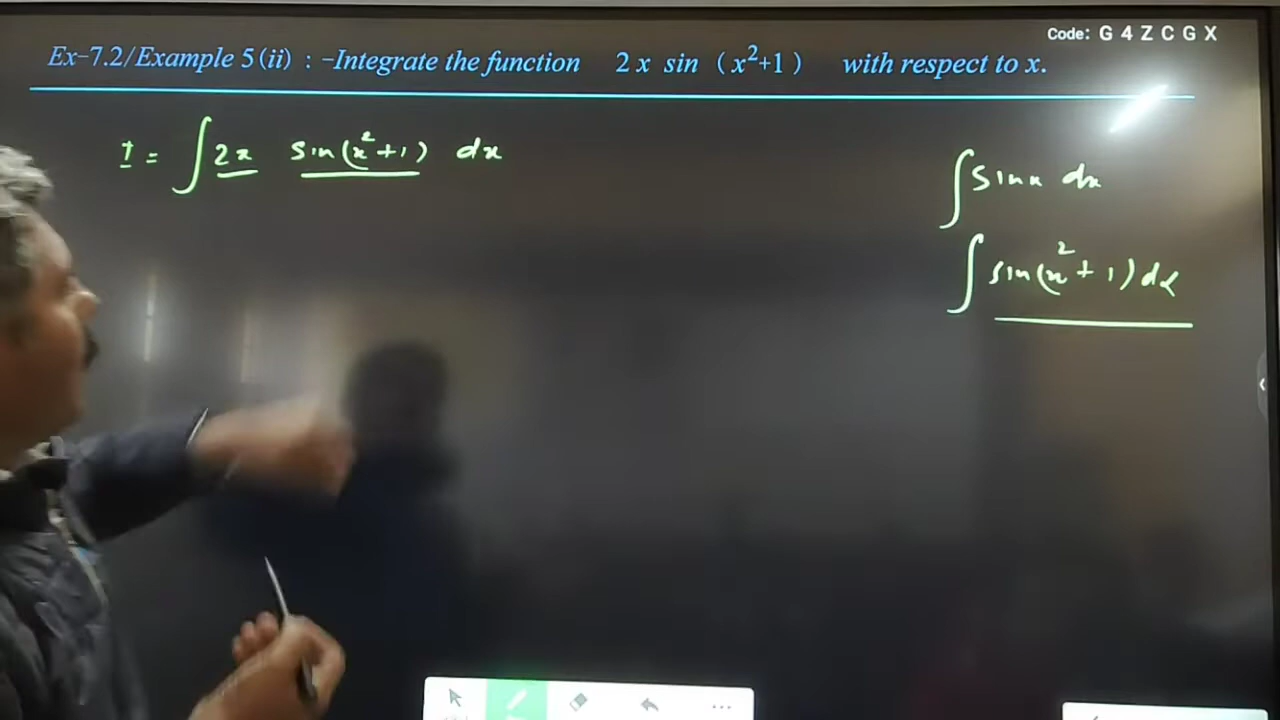 Code: G 4 Z C G X
Ex-7.2/Example 5 (ii) : -Integrate the function 2 x sin (x²+1) with respect to x.
I = ∫ 2x sin(x²+1) dx
∫ sinx dx
∫ sin(x²+1) dx